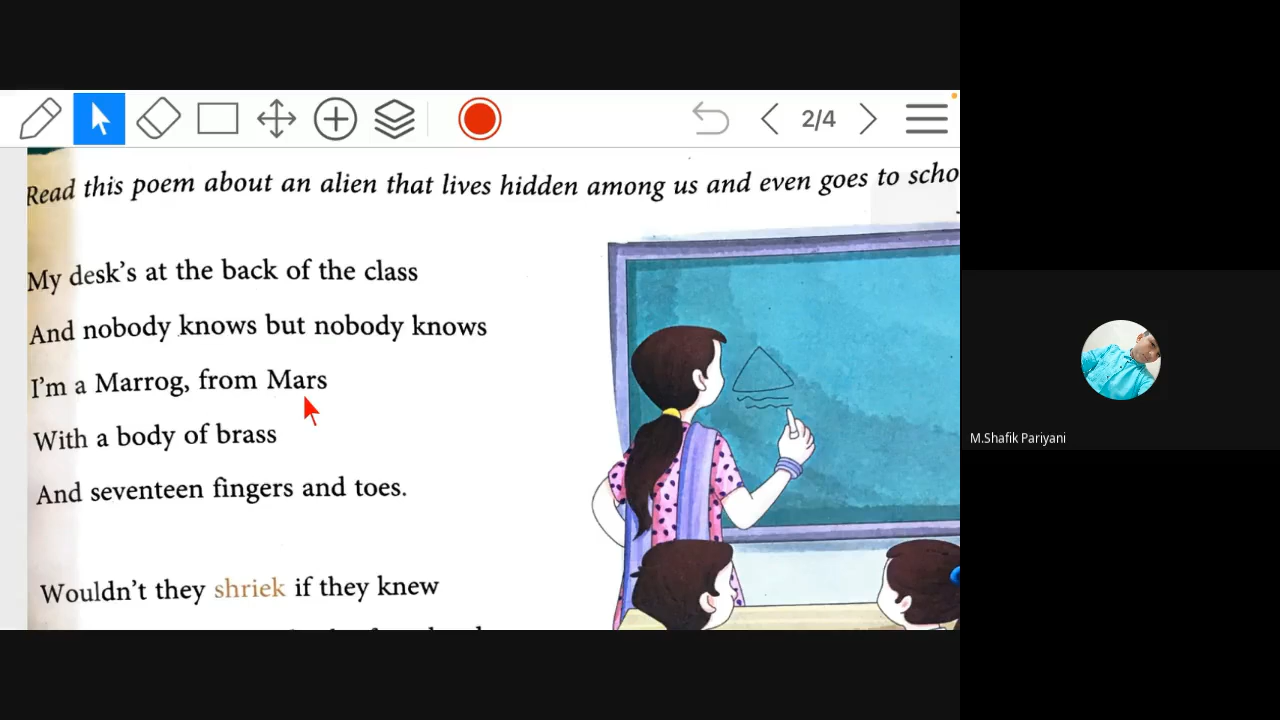 2/4
Read this poem about an alien that lives hidden among us and even goes to scho
My desk's at the back of the class
And nobody knows but nobody knows
I'm a Marrog, from Mars
With a body of brass
And seventeen fingers and toes.
Wouldn't they shriek if they knew
M.Shafik Pariyani